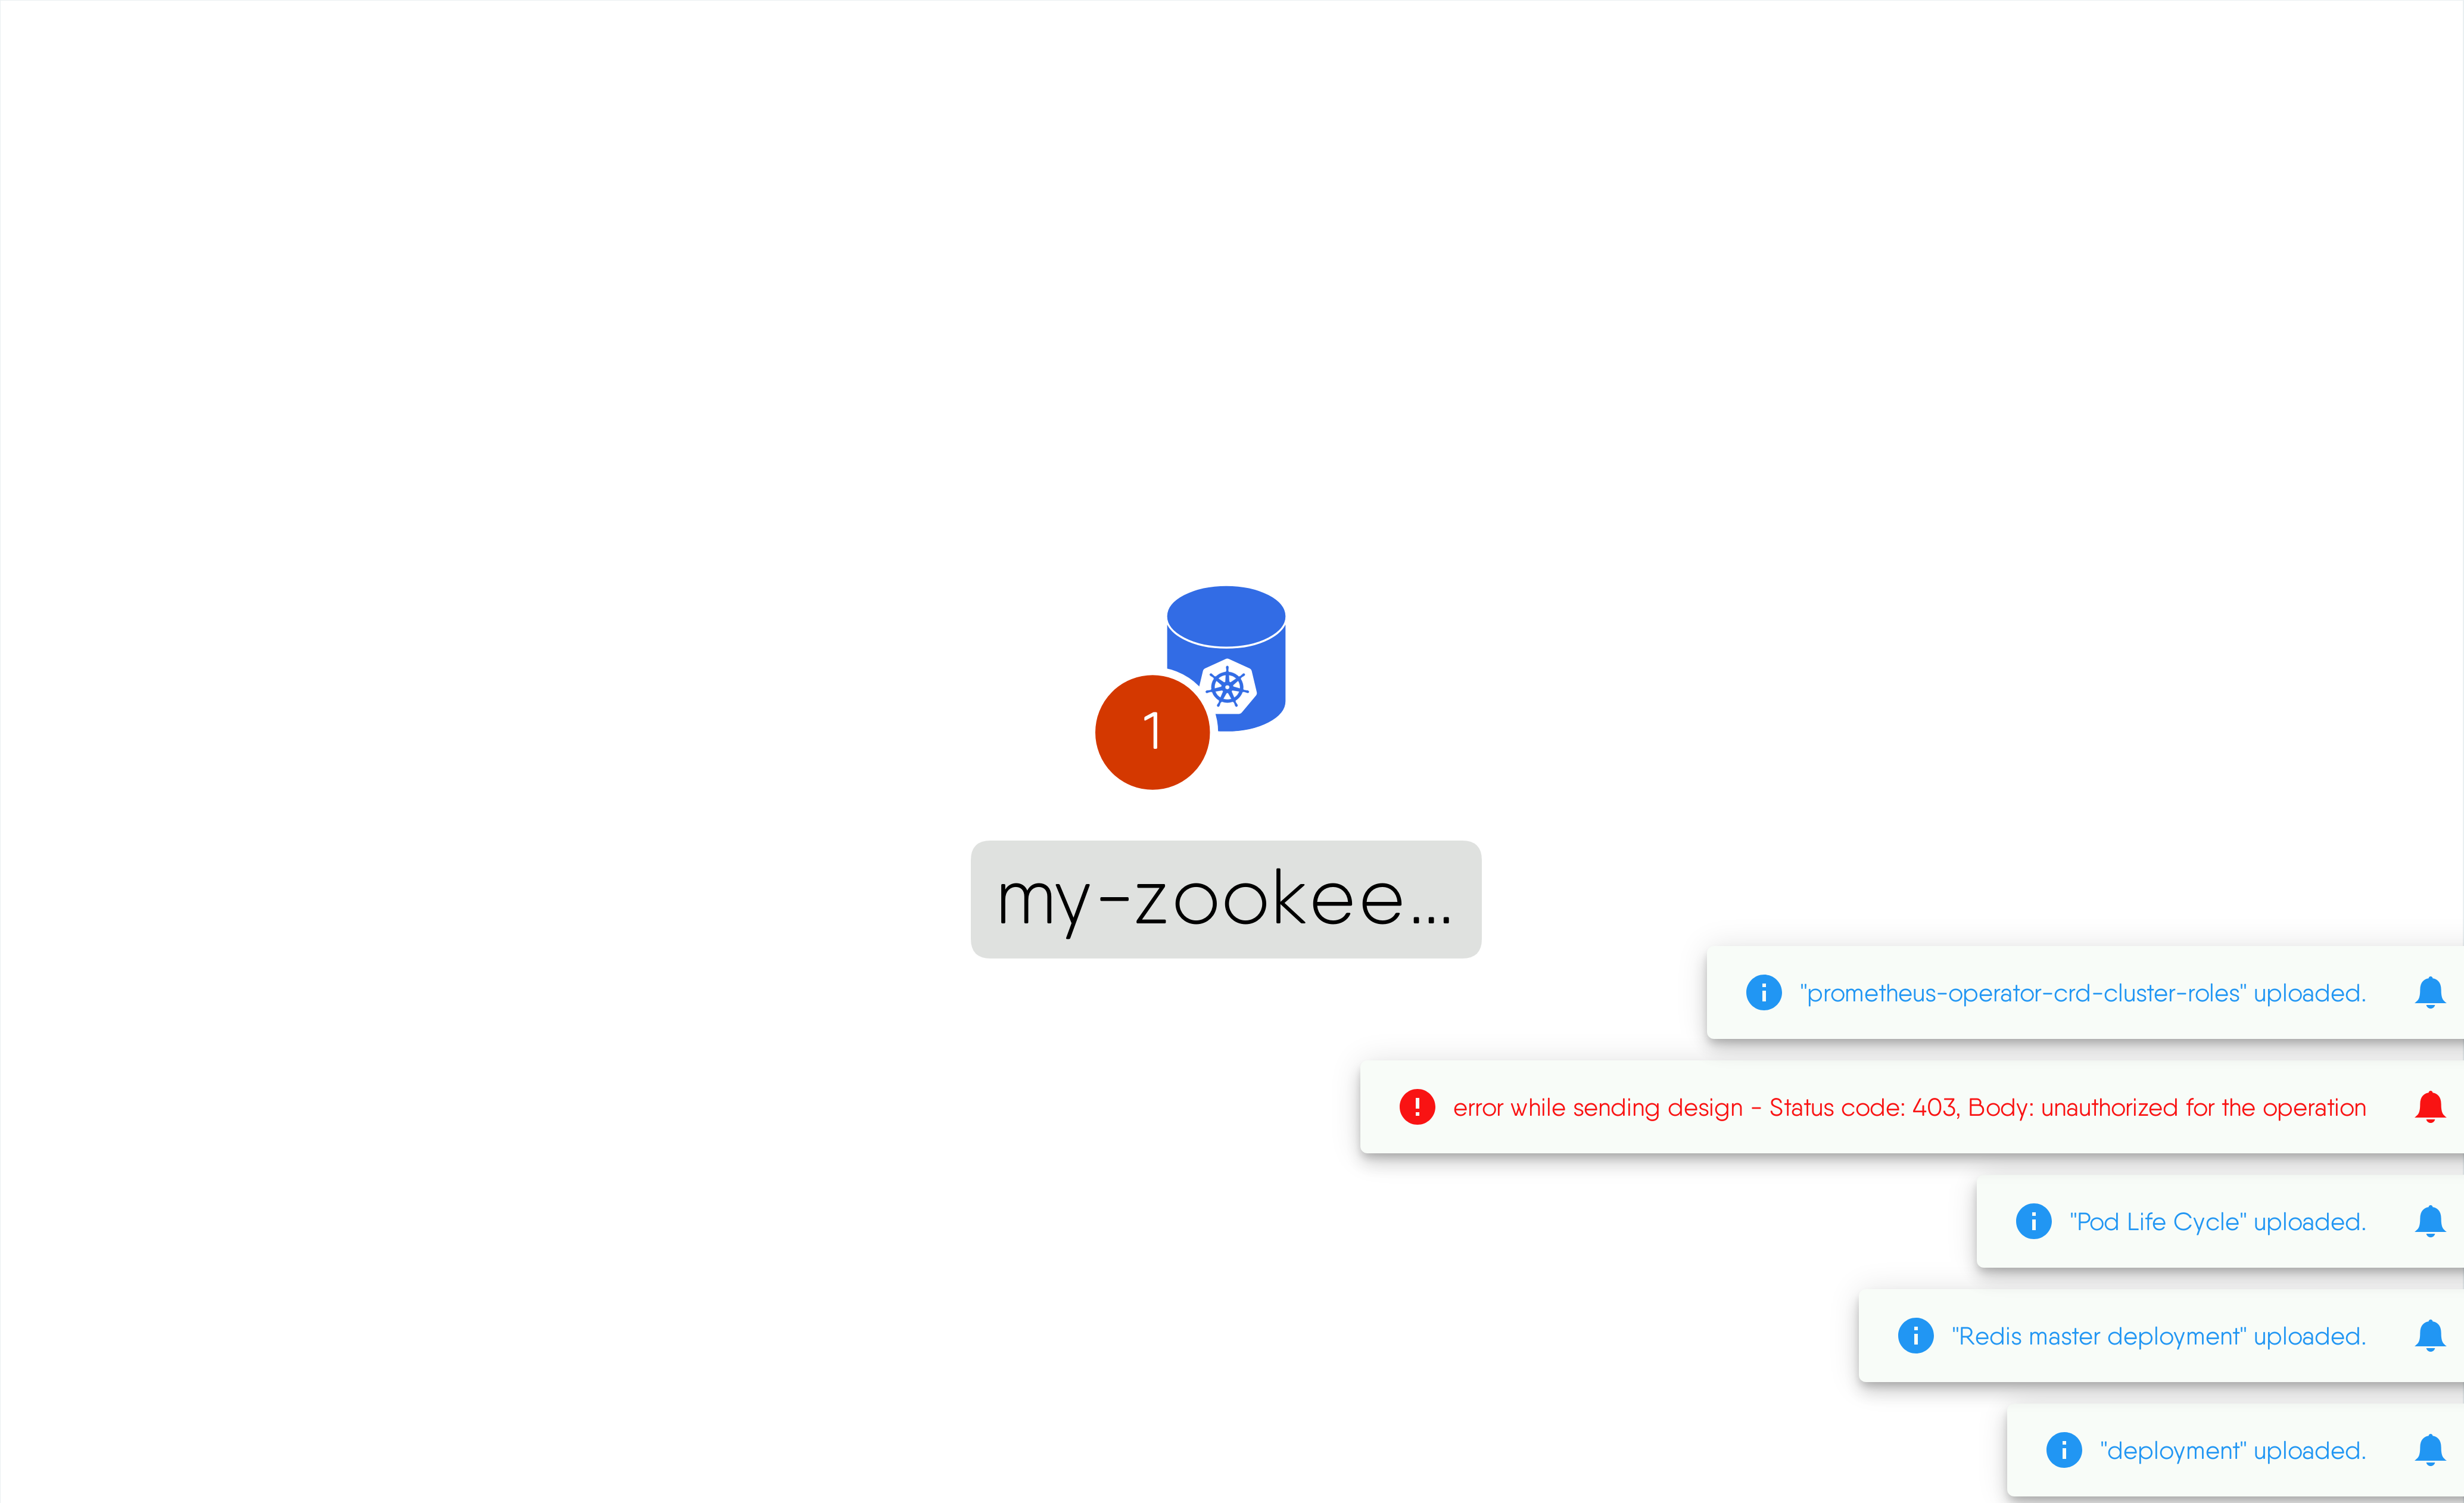 1
my-zookee...
"prometheus-operator-crd-cluster-roles" uploaded.
error while sending design - Status code: 403, Body: unauthorized for the operation
"Pod Life Cycle" uploaded.
"Redis master deployment" uploaded.
"deployment" uploaded.